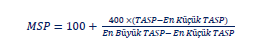 MSP = 100 + 400 ×(TASP−En Küçük TASP) / En Büyük TASP− En Küçük TASP